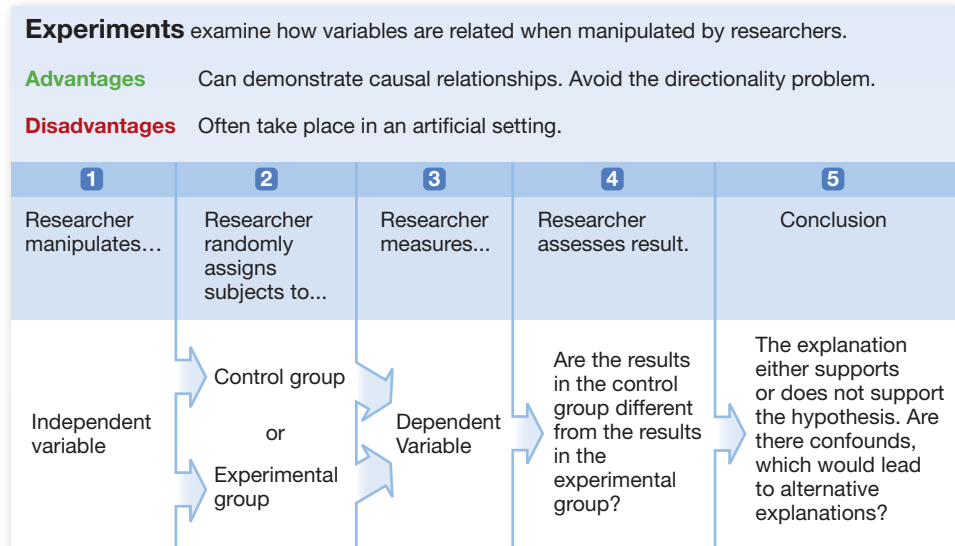 Experiments examine how variables are related when manipulated by researchers.
Advantages Can demonstrate causal relationships. Avoid the directionality problem.
Disadvantages Often take place in an artificial setting.
1
Researcher
manipulates…
Independent
variable
2
Researcher
randomly
assigns
subjects to...
Control group
or
Experimental
group
3
Researcher
measures...
Dependent
Variable
4
Researcher
assesses result.
Are the results
in the control
group different
from the results
in the
experimental
group?
5
Conclusion
The explanation
either supports
or does not support
the hypothesis. Are
there confounds,
which would lead
to alternative
explanations?